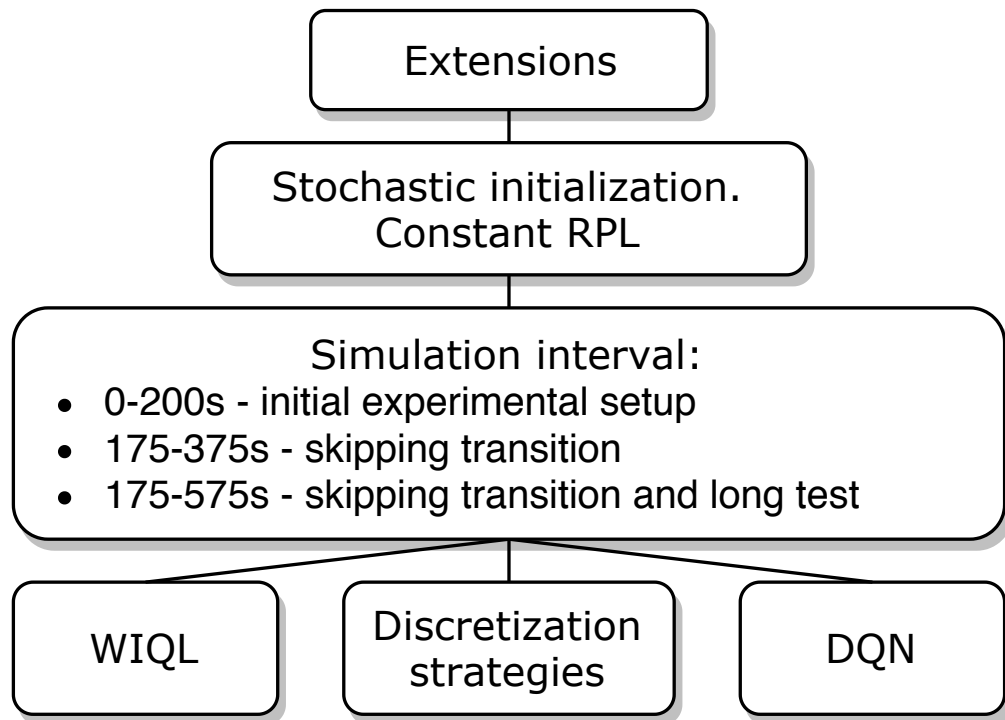 Extensions
Stochastic initialization.
Constant RPL
Simulation interval:
• 0-200s - initial experimental setup
• 175-375s - skipping transition
• 175-575s - skipping transition and long test
WIQL
Discretization
strategies
DQN